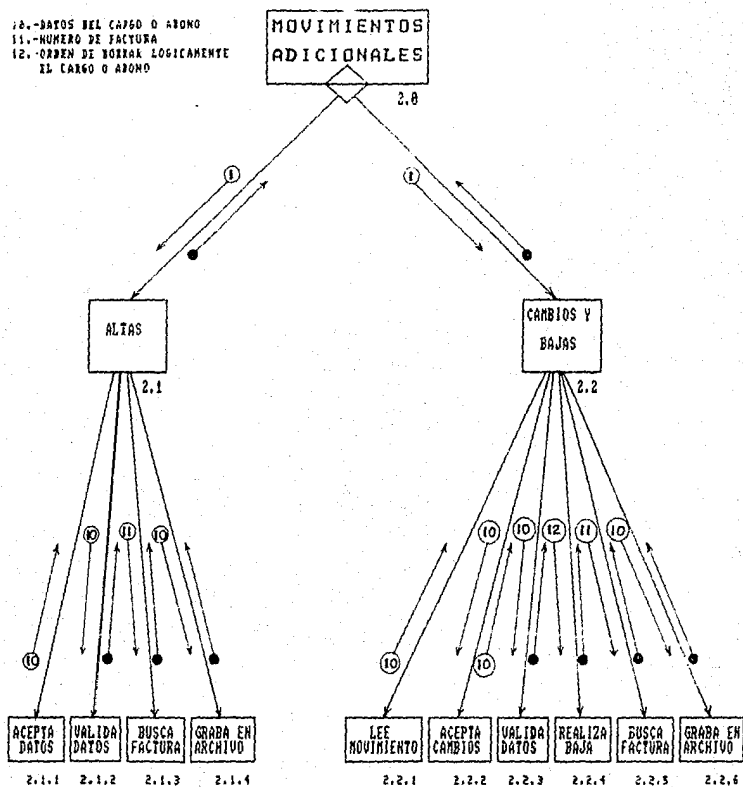 10.-DATOS DEL CARGO O ABONO
11.-NUMERO DE FACTURA
12.-ORDEN DE BORRAR LOGICAMENTE
EL CARGO O ABONO
MOVIMIENTOS
ADICIONALES
2.0
1
1
ALTAS
2.1
CAMBIOS Y
BAJAS
2.2
10
11
10
10
10
10
12
11
10
10
10
ACEPTA
DATOS
2.1.1
VALIDA
DATOS
2.1.2
BUSCA
FACTURA
2.1.3
GRABA EN
ARCHIVO
2.1.4
LEE
MOVIMIENTO
2.2.1
ACEPTA
CAMBIOS
2.2.2
VALIDA
DATOS
2.2.3
REALIZA
BAJA
2.2.4
BUSCA
FACTURA
2.2.5
GRABA EN
ARCHIVO
2.2.6